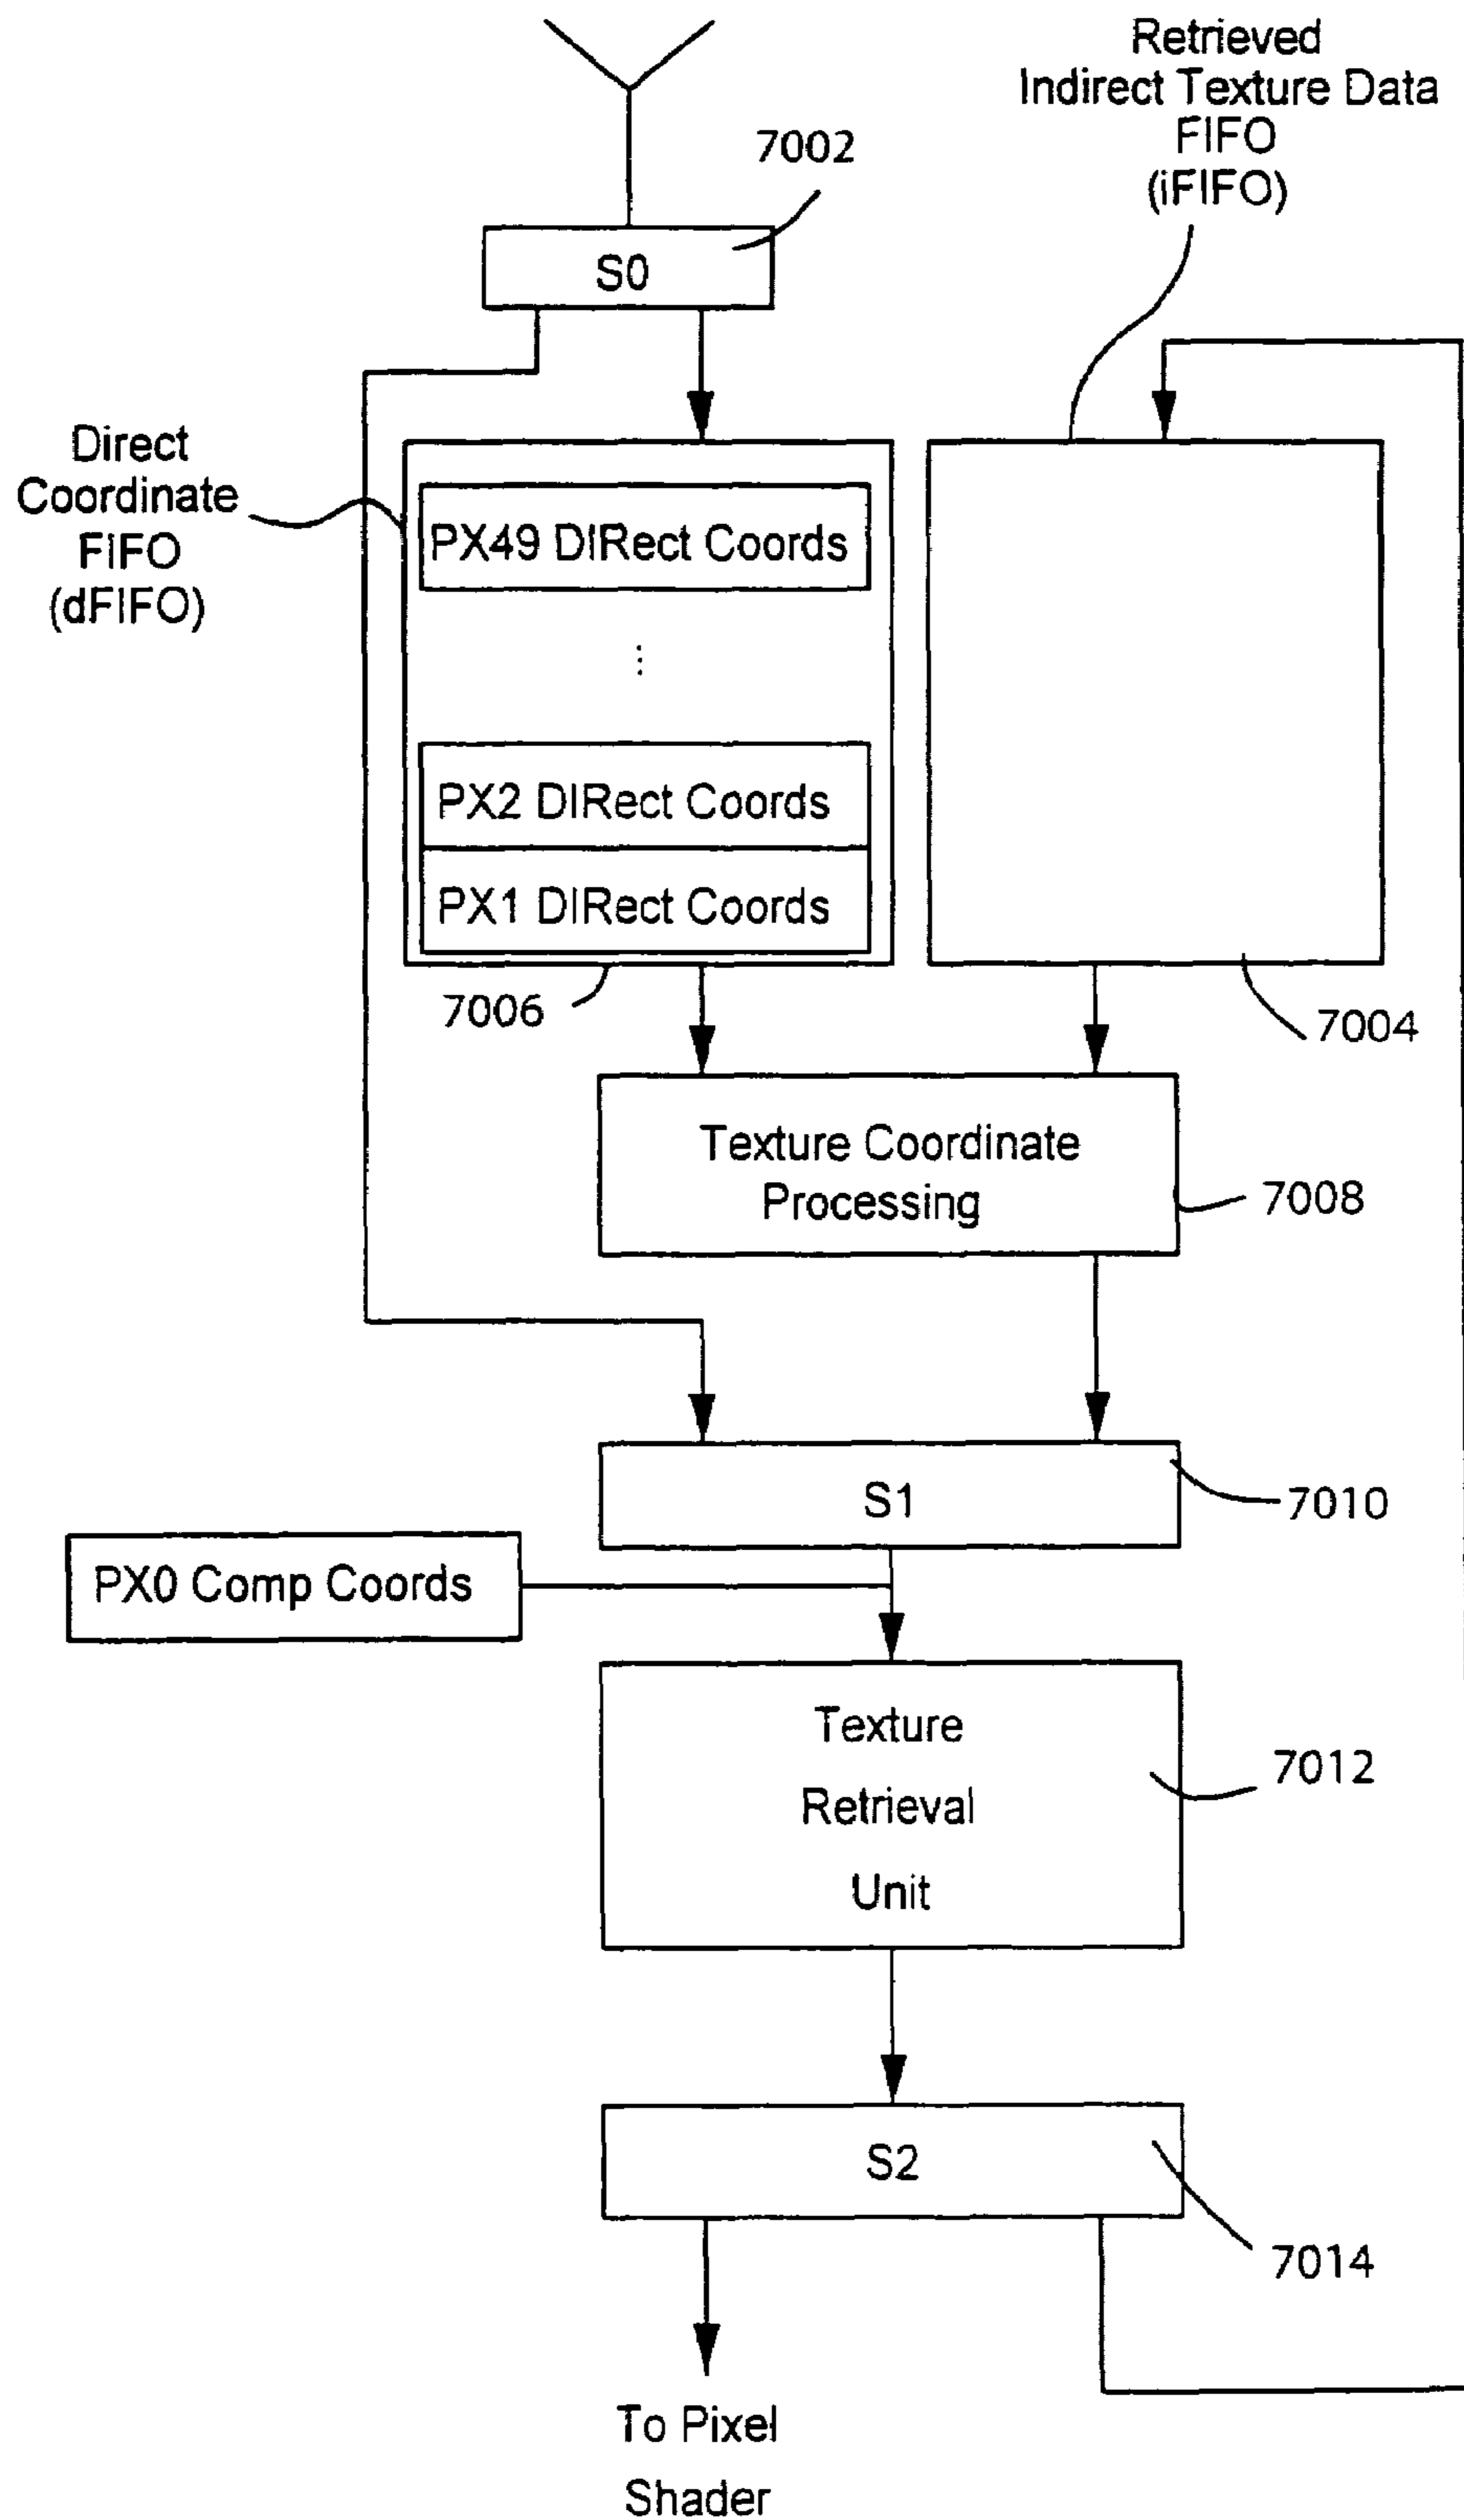 Retrieved
Indirect Texture Data
FIFO
(iFIFO)
7002
S0
Direct
Coordinate
FIFO
(dFIFO)
PX49 DIRect Coords
⋮
PX2 DIRect Coords
PX1 DIRect Coords
7006
7004
Texture Coordinate
Processing
7008
S1
7010
PX0 Comp Coords
Texture
Retrieval
Unit
7012
S2
7014
To Pixel
Shader